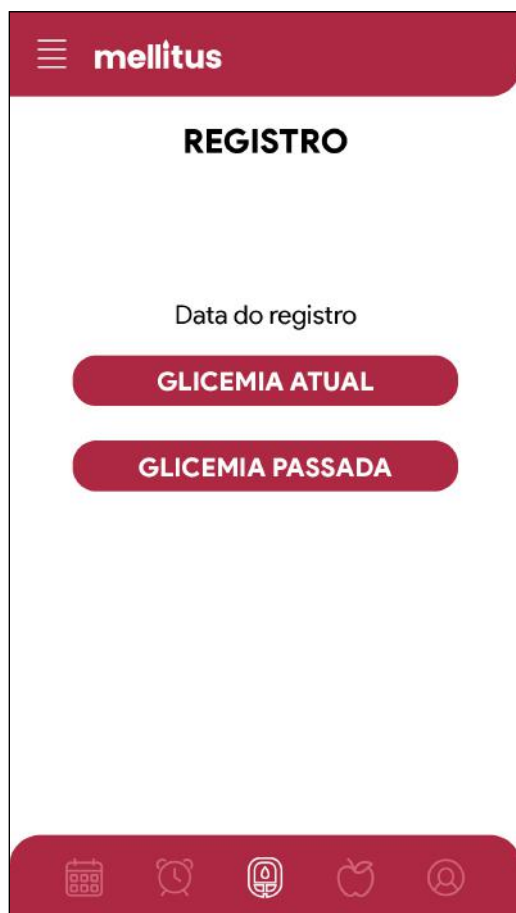 mellitus
REGISTRO
Data do registro
GLICEMIA ATUAL
GLICEMIA PASSADA